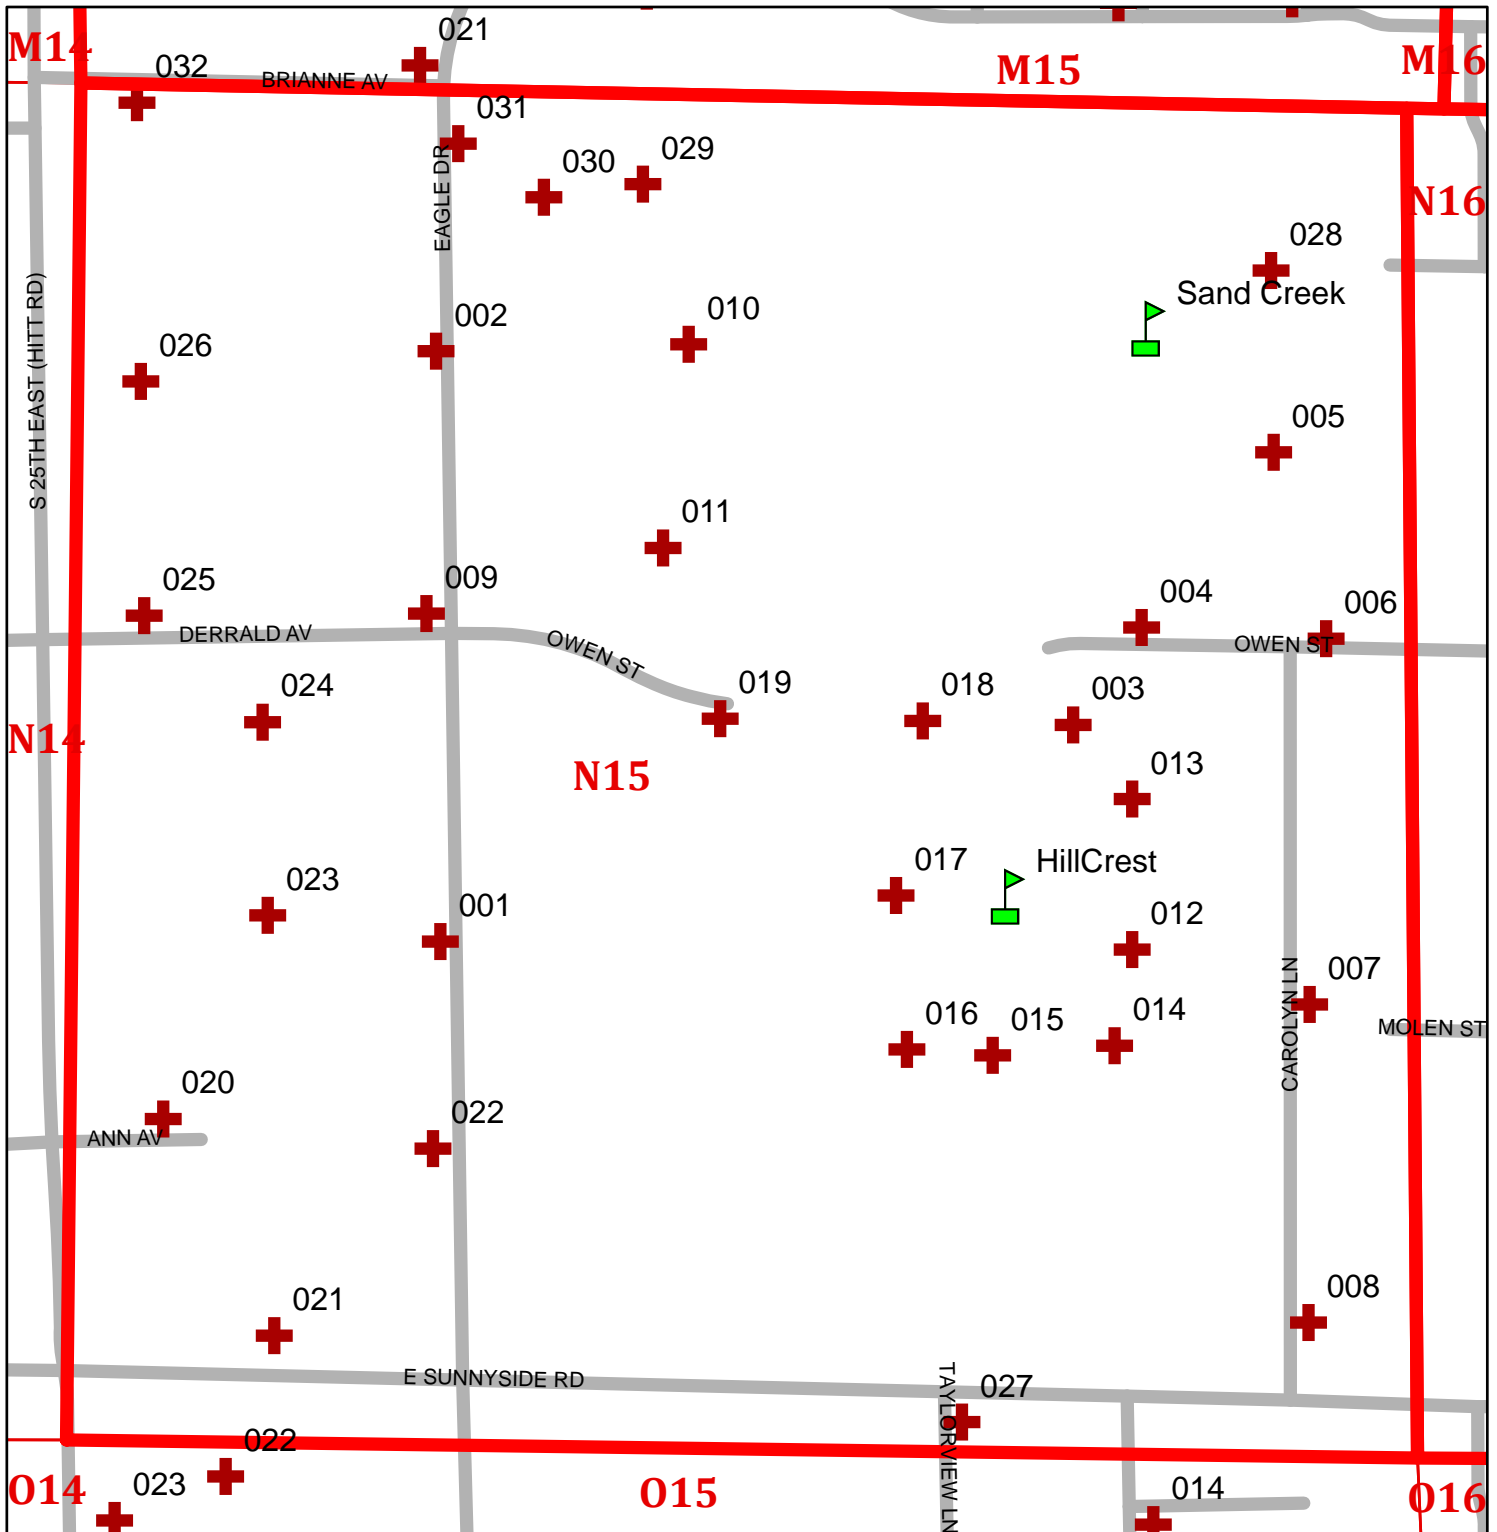 021
M14
M15
M16
032
BRIANNE AV
031
030
029
EAGLE DR
N16
028
Sand Creek
002
010
026
S 25TH EAST (HITT RD)
005
011
025
009
004
006
DERRALD AV
OWEN ST
OWEN ST
024
019
018
003
N14
N15
013
017
HillCrest
023
001
012
007
CAROLYN LN
016
015
014
MOLEN ST
020
022
ANN AV
021
008
E SUNNYSIDE RD
TAYLORVIEW LN
027
022
O14
023
O15
014
O16